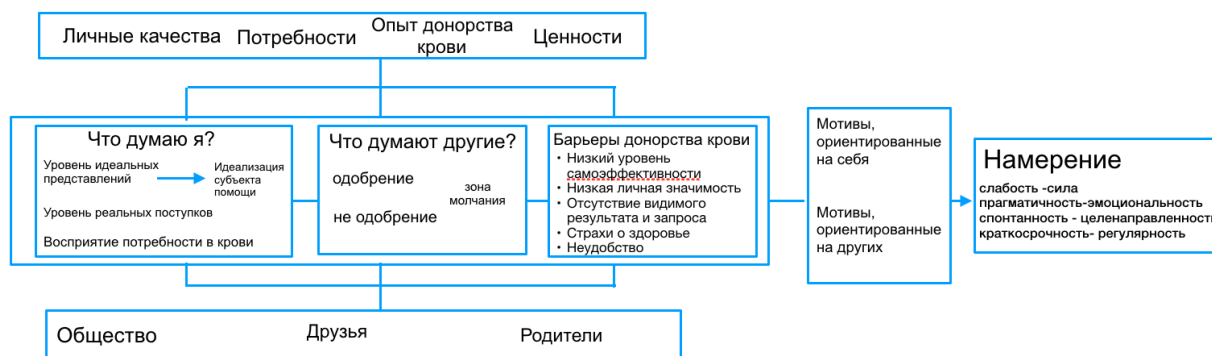 Личные качества
Потребности
Опыт донорства
крови
Ценности
Что думаю я?
Уровень идеальных
представлений
Идеализация
субъекта
помощи
Уровень реальных поступков
Восприятие потребности в крови
Что думают другие?
одобрение
не одобрение
зона
молчания
Барьеры донорства крови
• Низкий уровень
самоэффективности
• Низкая личная значимость
• Отсутствие видимого
результата и запроса
• Страхи о здоровье
• Неудобство
Мотивы,
ориентированные
на себя
Мотивы,
ориентированные
на других
Намерение
слабость -сила
прагматичность-эмоциональность
спонтанность - целенаправленность
краткосрочность- регулярность
Общество
Друзья
Родители